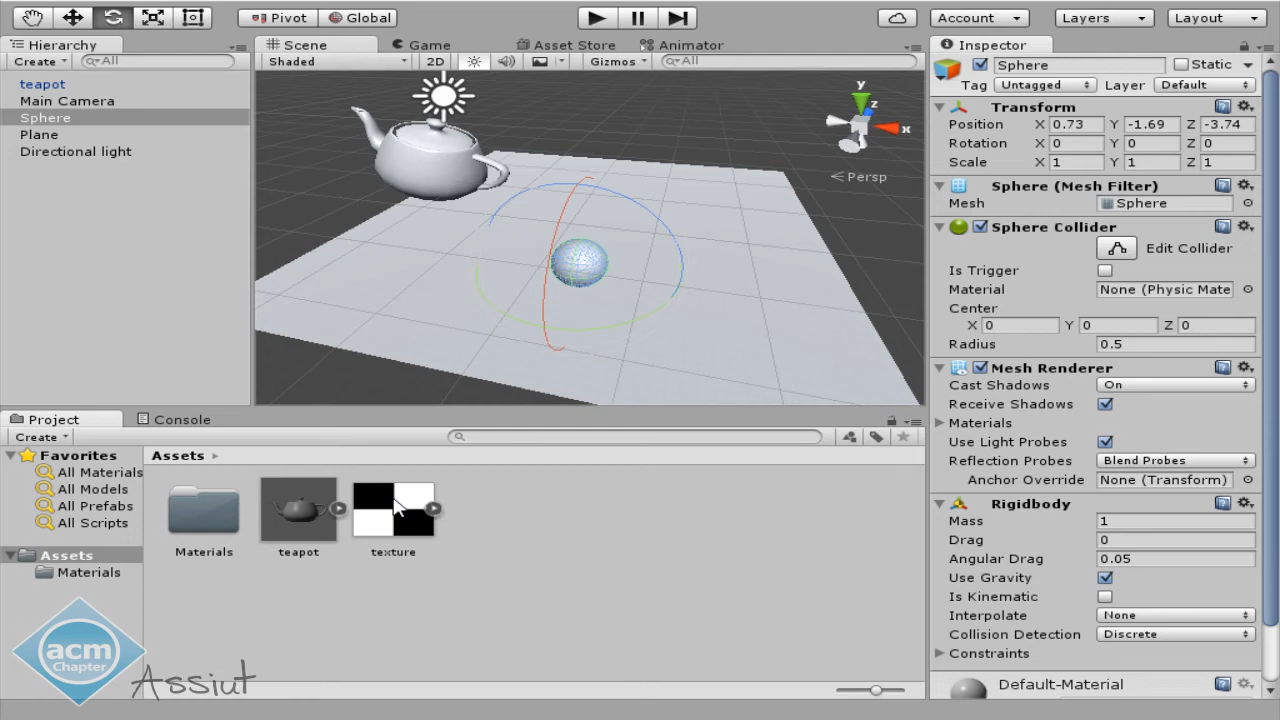 Pivot Global Account Layers Layout
Hierarchy Scene Game Asset Store Animator Inspector
Create All Shaded 2D Gizmos All Sphere Static
teapot
Main Camera
Sphere
Plane
Directional light
y
z
x
Persp
Tag Untagged Layer Default
Transform
Position X 0.73 Y -1.69 Z -3.74
Rotation X 0 Y 0 Z 0
Scale X 1 Y 1 Z 1
Sphere (Mesh Filter)
Mesh Sphere
Sphere Collider
Edit Collider
Is Trigger
Material None (Physic Mate
Center
X 0 Y 0 Z 0
Radius 0.5
Mesh Renderer
Cast Shadows On
Receive Shadows
Materials
Use Light Probes
Reflection Probes Blend Probes
Anchor Override None (Transform)
Rigidbody
Mass 1
Drag 0
Angular Drag 0.05
Use Gravity
Is Kinematic
Interpolate None
Collision Detection Discrete
Constraints
Default-Material
Project Console
Create
Favorites
All Materials
All Models
All Prefabs
All Scripts
Assets
Materials
Assets
Materials teapot texture
acm
Chapter
Assiut